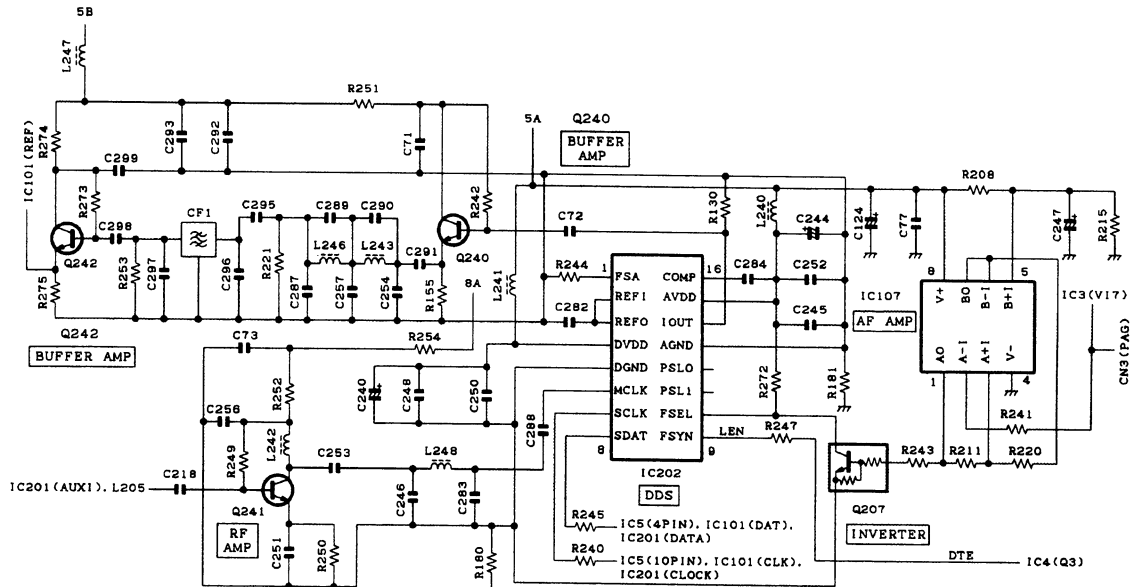 5B
L247
R251
5A
Q240
BUFFER
AMP
IC101(REF)
R274
C293
C292
C71
C299
R273
C298
CF1
C295
C289
C290
R242
C72
R130
L240
C244
C124
C77
R208
C247
R215
Q242
R253
C297
C296
R221
L246
L243
C291
Q240
R275
C287
C257
C254
R155
8A
L241
R244
C282
1
FSA
COMP
16
REFI
AVDD
REFO
IOUT
DVDD
AGND
DGND
PSL0
MCLK
PSL1
SCLK
FSEL
SDAT
FSYN
8
9
C284
C252
C245
R272
R181
IC107
AF AMP
8
5
V+
BO
B-I
B+I
AO
A-I
A+I
V-
1
4
IC3(VI7)
CN3(PAG)
R241
Q242
BUFFER AMP
C73
R254
C256
R252
L242
R249
C240
C248
C250
C288
LEN
R247
IC202
DDS
R243
R211
R220
IC201(AUXI).L205
C218
C253
L248
C246
C283
Q241
RF
AMP
C251
R250
R180
R245
IC5(4PIN).IC101(DAT).
IC201(DATA)
R240
IC5(10PIN).IC101(CLK).
IC201(CLOCK)
Q207
INVERTER
DTE
IC4(Q3)